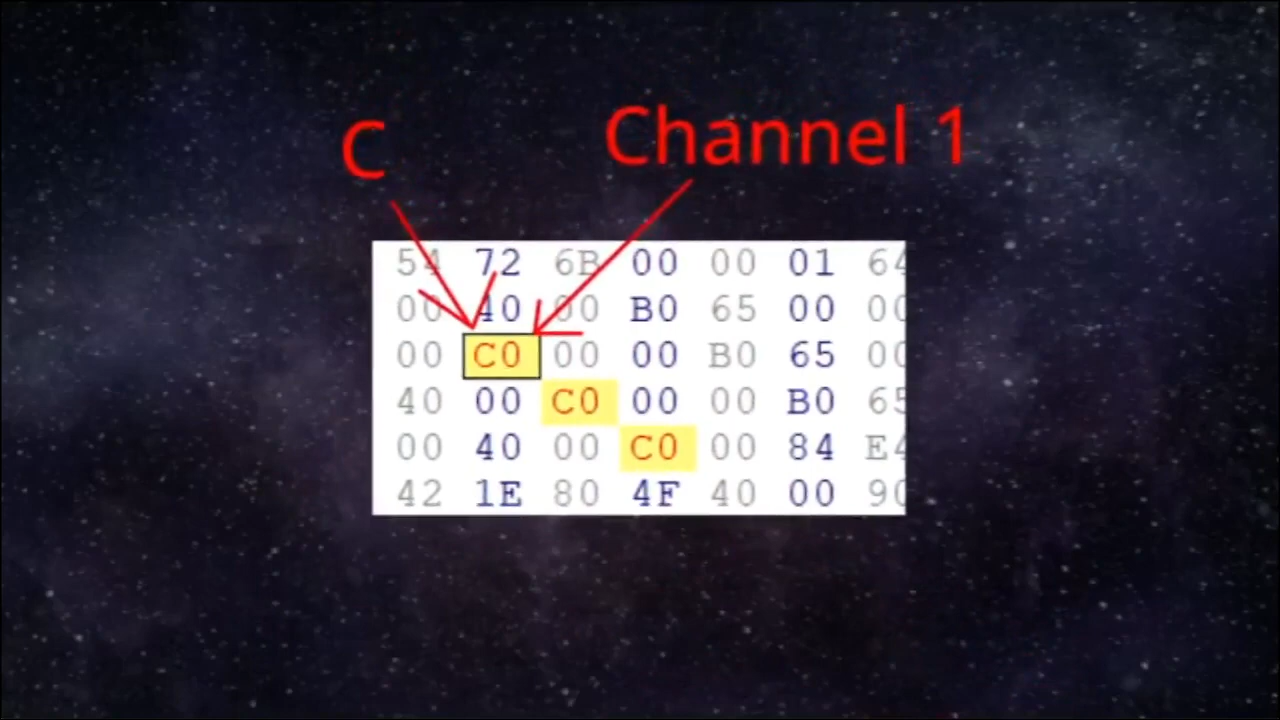 C
Channel 1
54 72 6B 00 00 01 64
00 40 00 B0 65 00 00
00 C0 00 00 B0 65 00
40 00 C0 00 00 B0 65
00 40 00 C0 00 84 E4
42 1E 80 4F 40 00 90